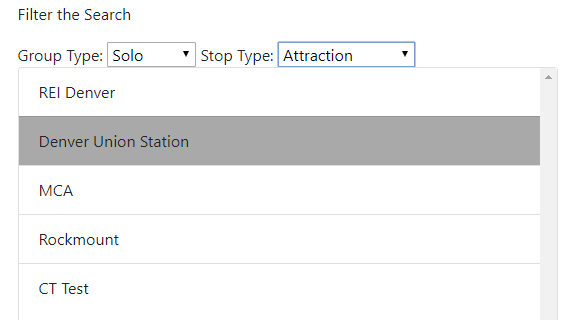 Filter the Search
Group Type: Solo Stop Type: Attraction
REI Denver
Denver Union Station
MCA
Rockmount
CT Test